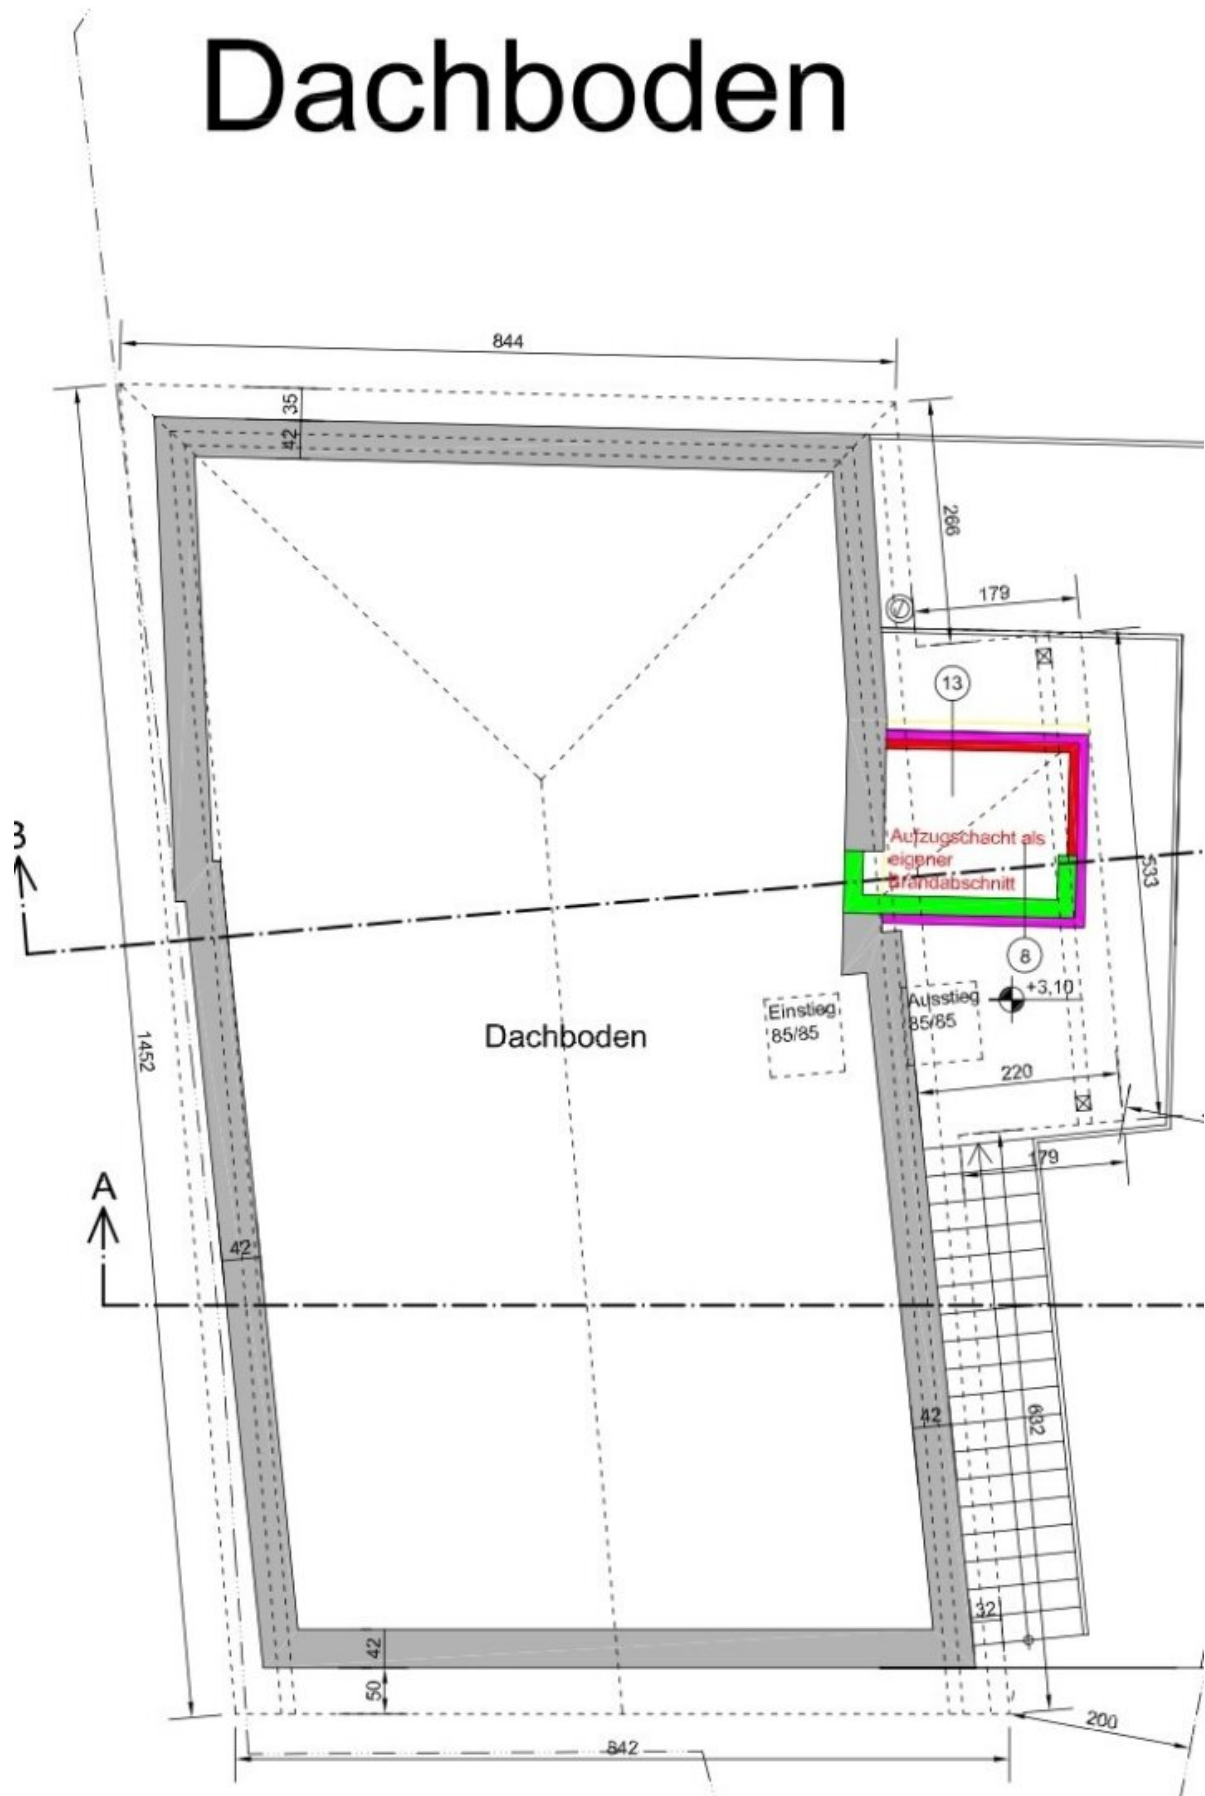 Dachboden
844
35
42
266
179
13
Aufzugschacht als
eigener
Brandabschnitt
B
533
8
+3,10
Einstieg
85/85
Ausstieg
85/85
Dachboden
1452
220
179
A
42
42
632
32
42
50
842
200